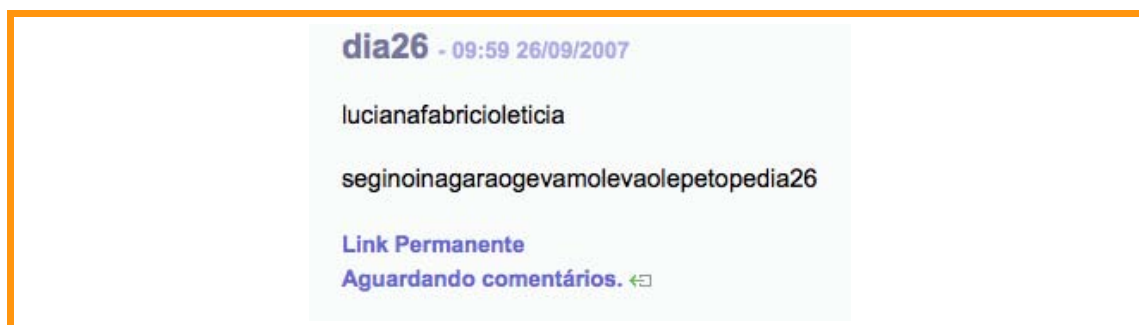 dia26 - 09:59 26/09/2007
lucianafabricioleticia
seginoinagaraogevamolevaolepetopedia26
Link Permanente
Aguardando comentários.